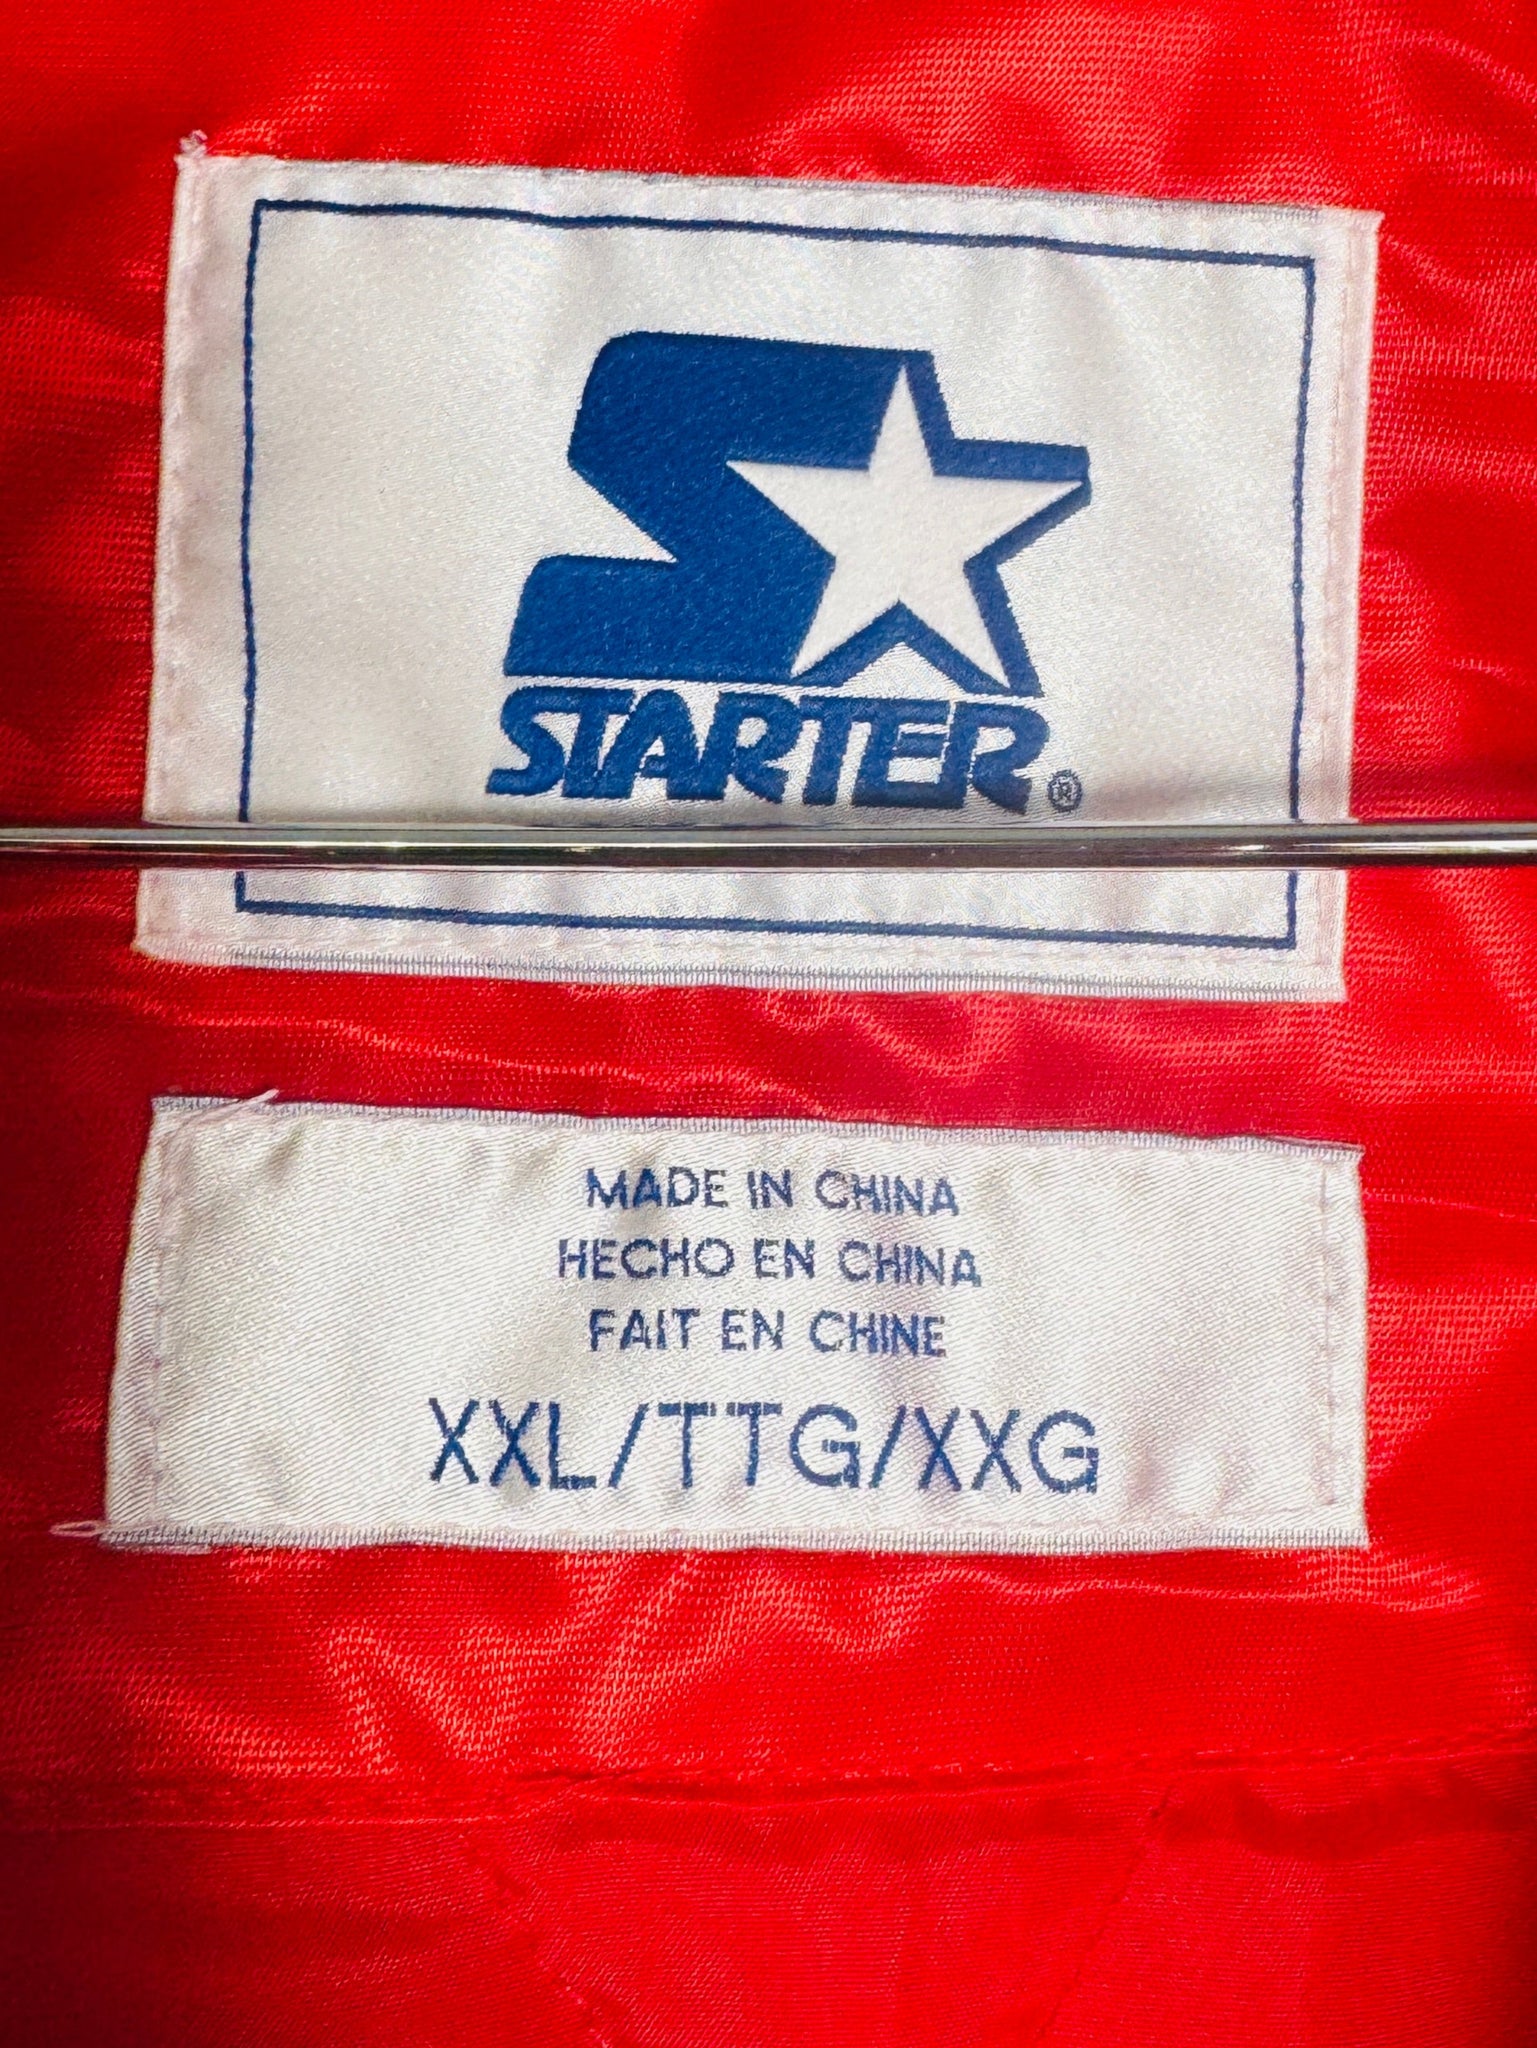 STARTER®
MADE IN CHINA
HECHO EN CHINA
FAIT EN CHINE
XXL/TTG/XXG